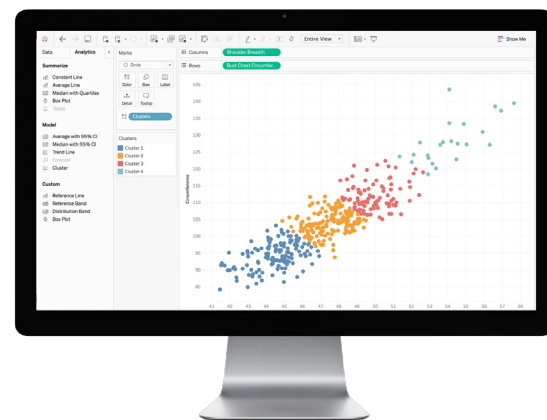 Entire View
Show Me
Data
Analytics
Summarize
Constant Line
Average Line
Median with Quartiles
Box Plot
Totals
Model
Average with 95% CI
Median with 95% CI
Trend Line
Forecast
Cluster
Custom
Reference Line
Reference Band
Distribution Band
Box Plot
Marks
Circle
Color
Size
Label
Detail
Tooltip
Clusters
Clusters
Cluster 1
Cluster 2
Cluster 3
Cluster 4
Columns
Shoulder Breadth
Rows
Bust Chest Circumfer..
Circumference
145
140
135
130
125
120
115
110
105
100
95
90
85
80
41
42
43
44
45
46
47
48
49
50
51
52
53
54
55
56
57
58